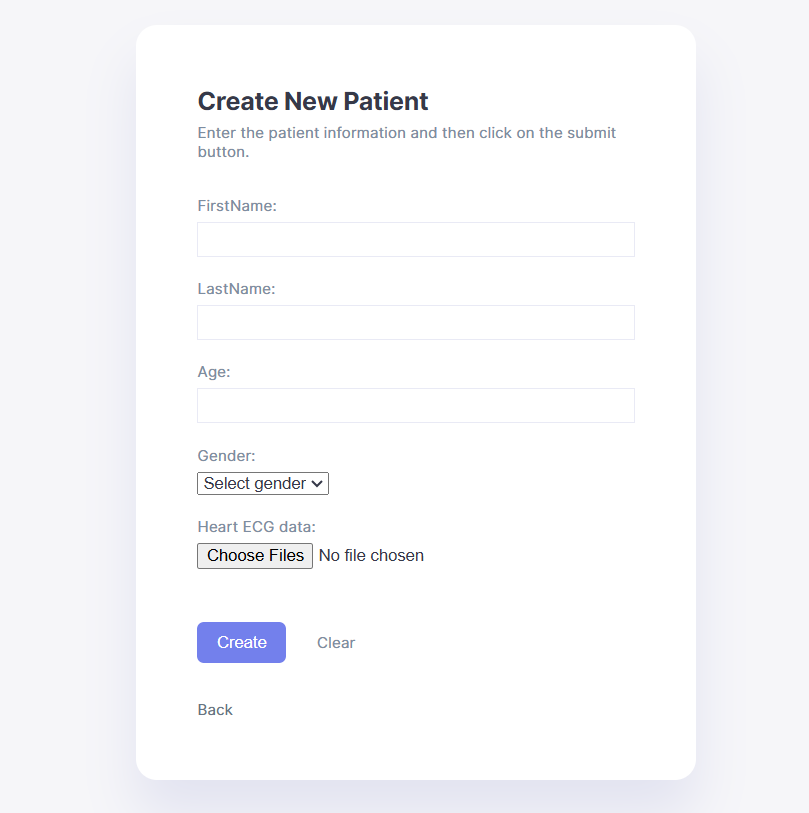 Create New Patient
Enter the patient information and then click on the submit
button.
FirstName:
LastName:
Age:
Gender:
Select gender
Heart ECG data:
Choose Files No file chosen
Create Clear
Back